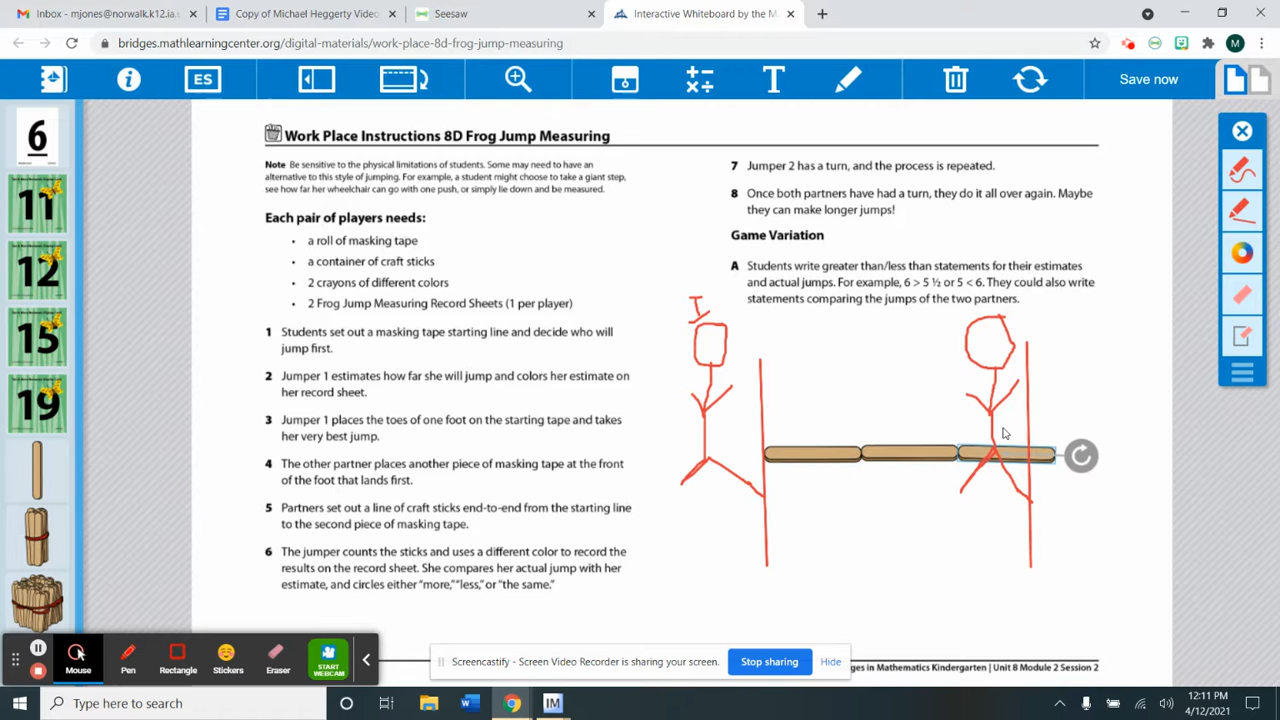 Inbox - mjones@norwalk.k12.ia.us
Copy of Michael Heggerty Video
Seesaw
Interactive Whiteboard by the M
bridges.mathlearningcenter.org/digital-materials/work-place-8d-frog-jump-measuring
M
ES
T
Save now
6
11
12
15
19
Work Place Instructions 8D Frog Jump Measuring
Note Be sensitive to the physical limitations of students. Some may need to have an
alternative to this style of jumping. For example, a student might choose to take a giant step,
see how far her wheelchair can go with one push, or simply lie down and be measured.
Each pair of players needs:
· a roll of masking tape
· a container of craft sticks
· 2 crayons of different colors
· 2 Frog Jump Measuring Record Sheets (1 per player)
1 Students set out a masking tape starting line and decide who will
jump first.
2 Jumper 1 estimates how far she will jump and colors her estimate on
her record sheet.
3 Jumper 1 places the toes of one foot on the starting tape and takes
her very best jump.
4 The other partner places another piece of masking tape at the front
of the foot that lands first.
5 Partners set out a line of craft sticks end-to-end from the starting line
to the second piece of masking tape.
6 The jumper counts the sticks and uses a different color to record the
results on the record sheet. She compares her actual jump with her
estimate, and circles either “more,” “less,” or “the same.”
7 Jumper 2 has a turn, and the process is repeated.
8 Once both partners have had a turn, they do it all over again. Maybe
they can make longer jumps!
Game Variation
A Students write greater than/less than statements for their estimates
and actual jumps. For example, 6 > 5 ½ or 5 < 6. They could also write
statements comparing the jumps of the two partners.
Mouse
Pen
Rectangle
Stickers
Eraser
START
WEBCAM
Screencastify - Screen Video Recorder is sharing your screen.
Stop sharing
Hide
ges in Mathematics Kindergarten | Unit 8 Module 2 Session 2
Type here to search
W
IM
12:11 PM
4/12/2021